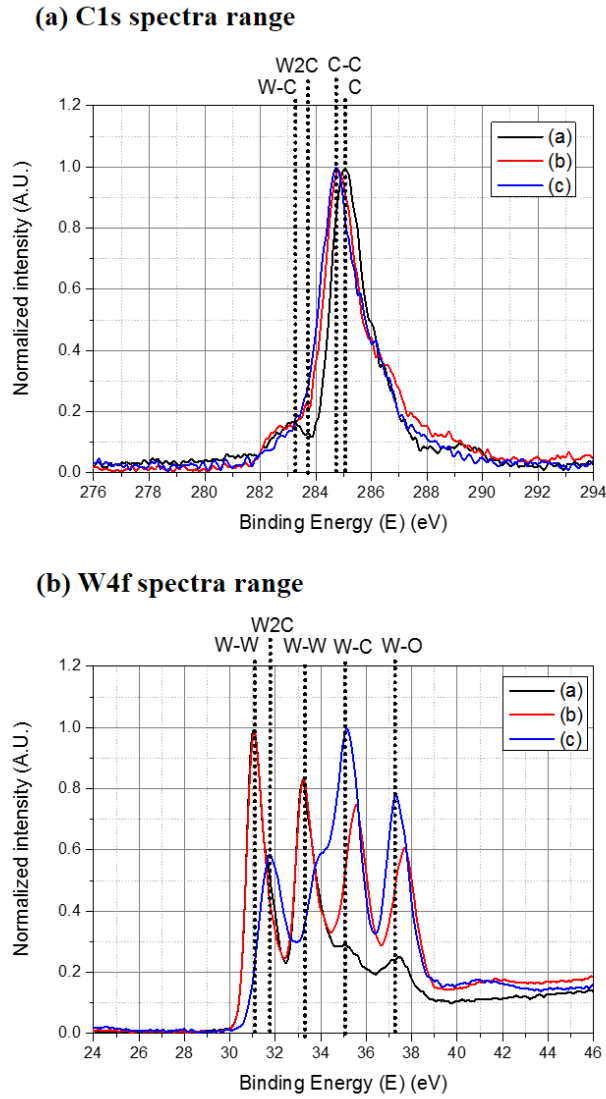 (a) C1s spectra range
W2C C-C
W-C C
1.2
1.0
0.8
0.6
0.4
0.2
0.0
Normalized intensity (A.U.)
(a)
(b)
(c)
276 278 280 282 284 286 288 290 292 294
Binding Energy (E) (eV)
(b) W4f spectra range
W2C
W-W W-W W-C W-O
1.2
1.0
0.8
0.6
0.4
0.2
0.0
Normalized intensity (A.U.)
(a)
(b)
(c)
24 26 28 30 32 34 36 38 40 42 44 46
Binding Energy (E) (eV)